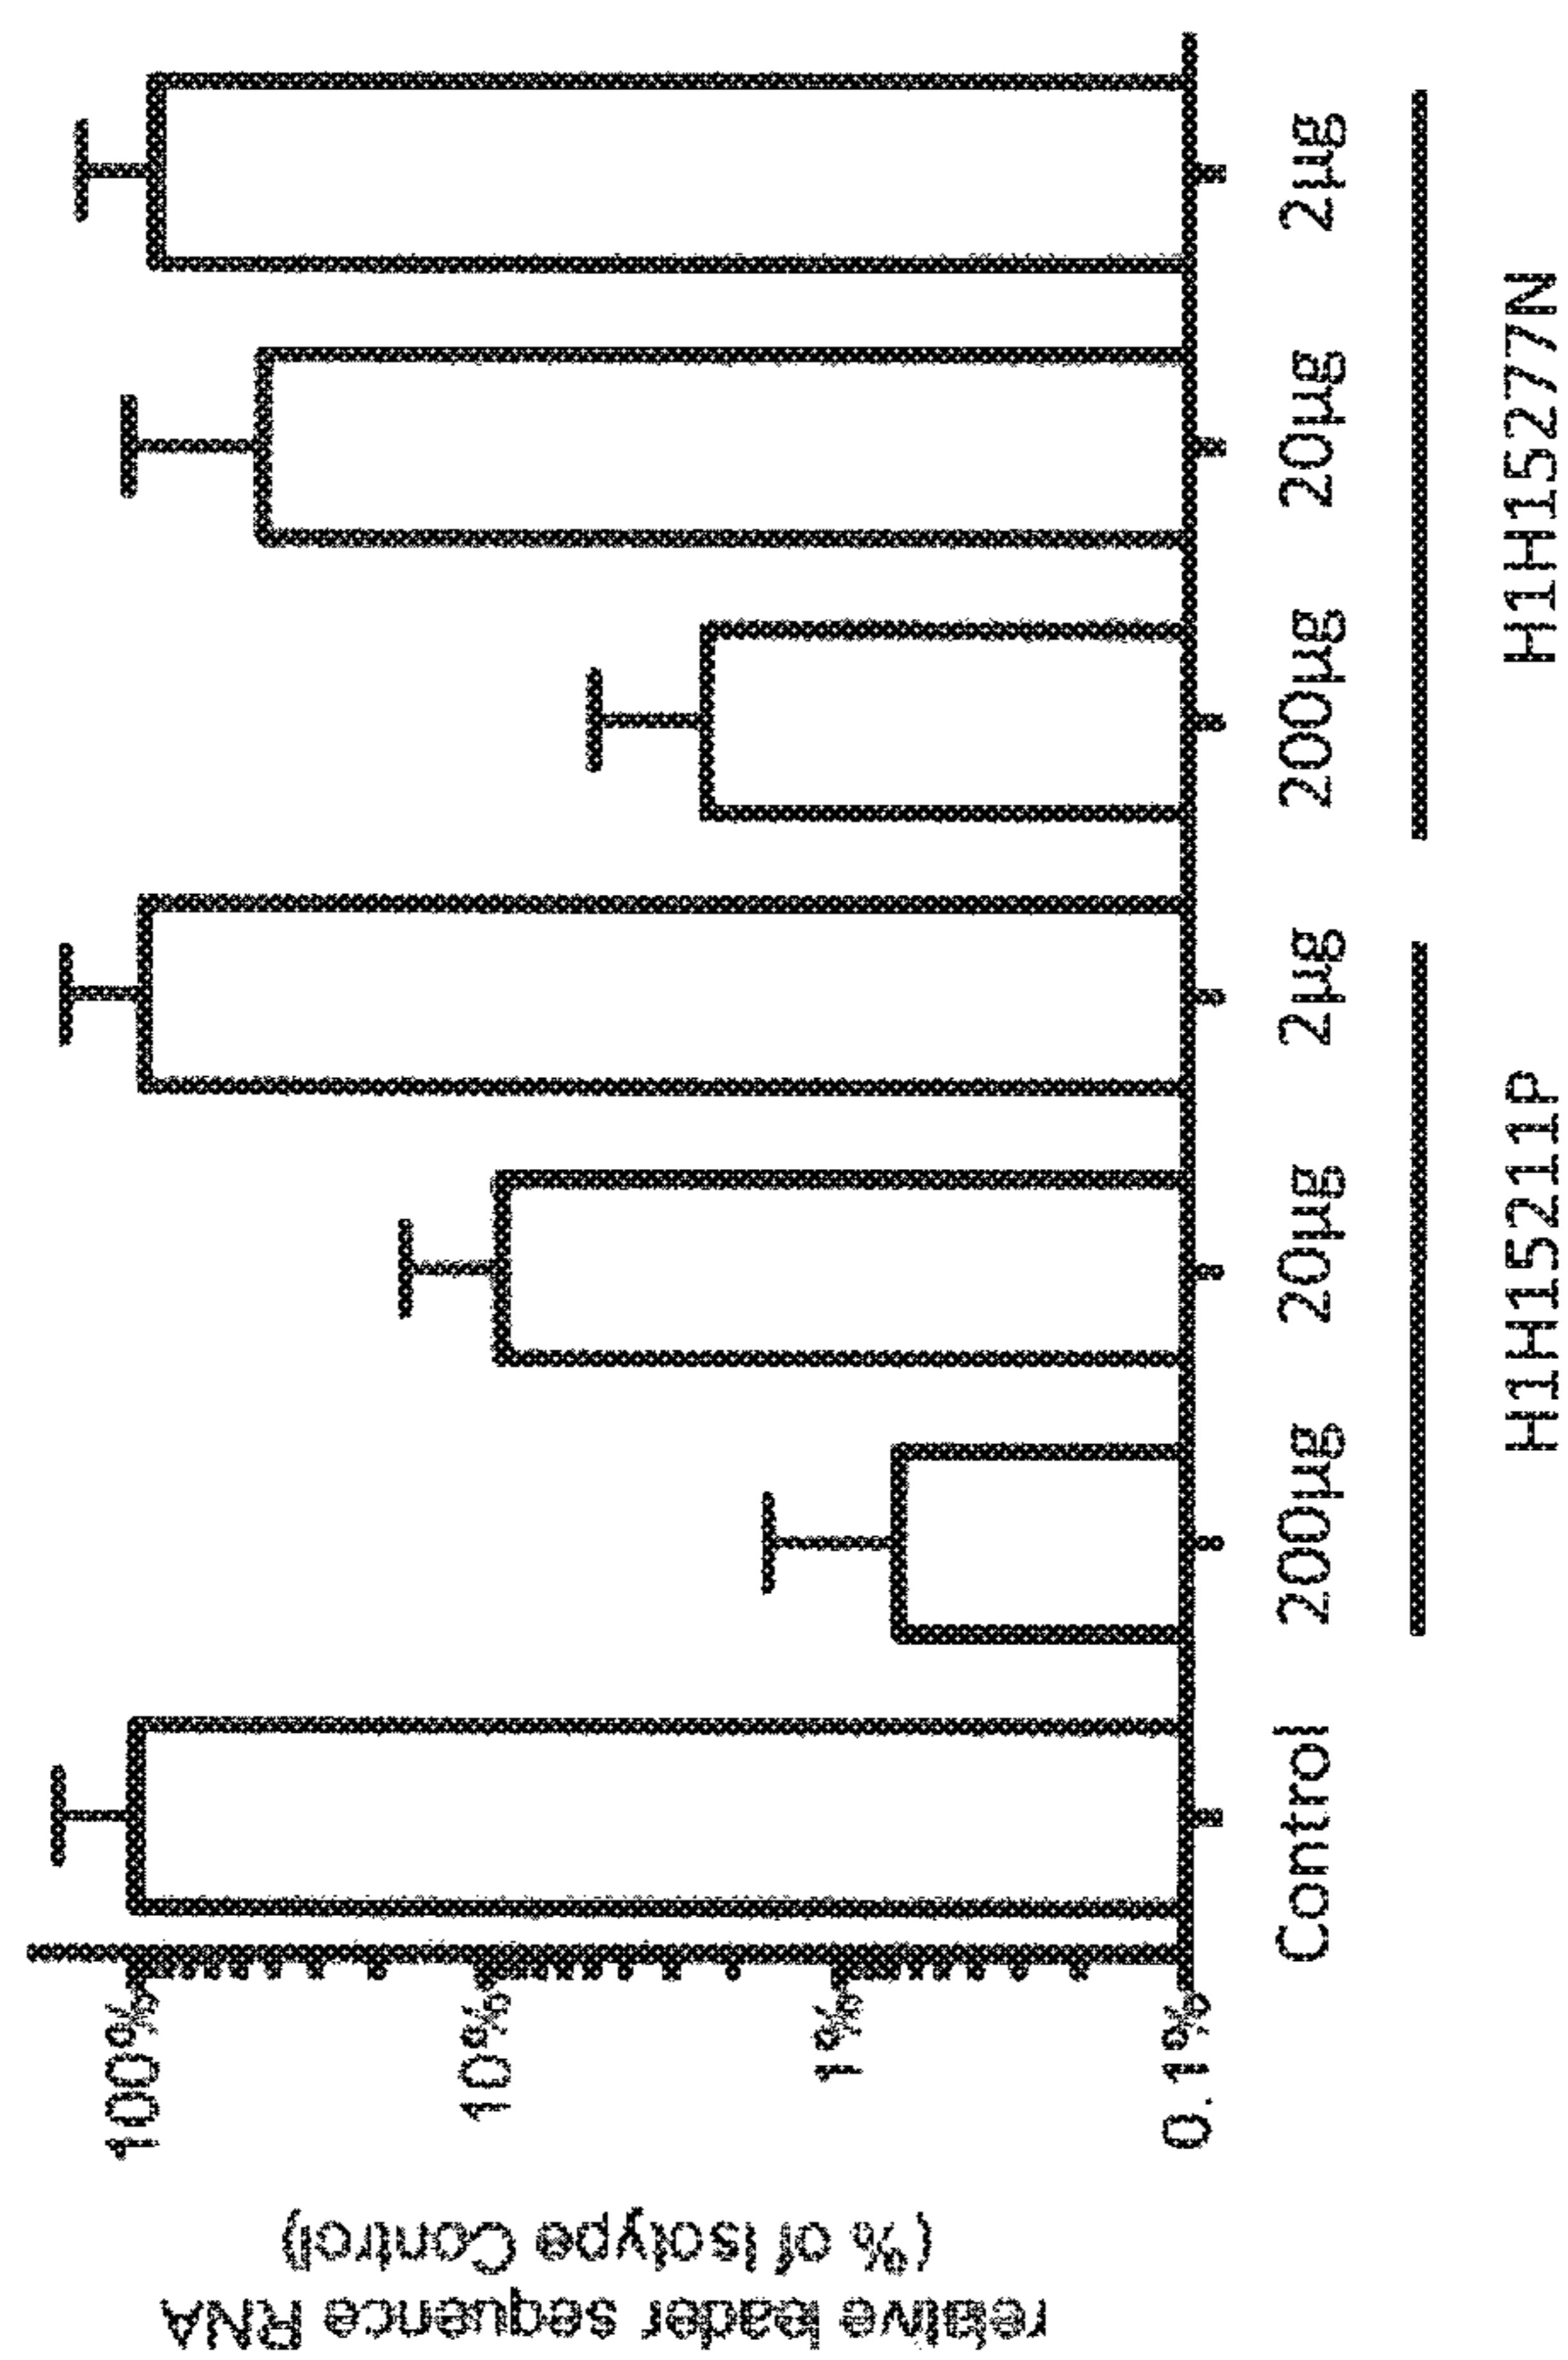 relative leader sequence RNA
(% of Isotype Control)
100%
10%
1%
0.1%
Control
200µg
20µg
2µg
200µg
20µg
2µg
H1H15211P
H1H15277N